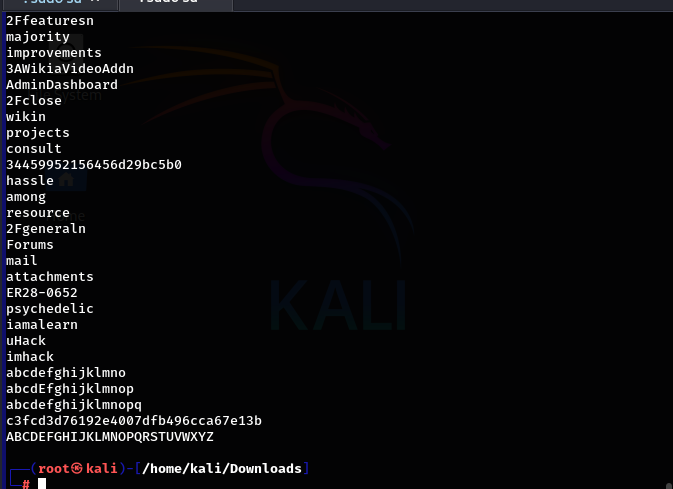 2Ffeaturesn
majority
improvements
3AWikiaVideoAddn
AdminDashboard
2Fclose
wikin
projects
consult
34459952156456d29bc5b0
hassle
among
resource
2Fgeneraln
Forums
mail
attachments
ER28-0652
psychedelic
iamalearn
uHack
imhack
abcdefghijklmno
abcdEfghijklmnop
abcdefghijklmnopq
c3fcd3d76192e4007dfb496cca67e13b
ABCDEFGHIJKLMNOPQRSTUVWXYZ
KALI
┌──(root㉿kali)-[/home/kali/Downloads]
└─#